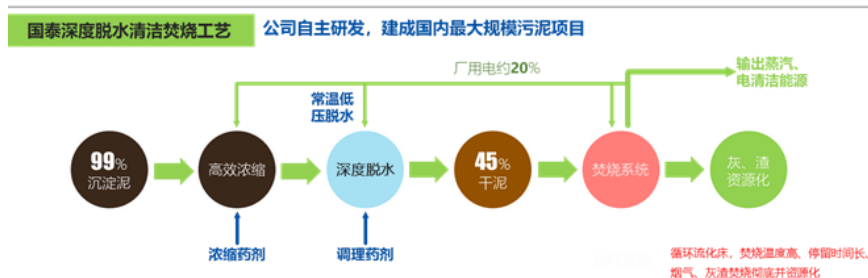 国泰深度脱水清洁焚烧工艺
公司自主研发，建成国内最大规模污泥项目
厂用电约20%
输出蒸汽、
电清洁能源
常温低
压脱水
99%
沉淀泥
高效浓缩
深度脱水
45%
干泥
焚烧系统
灰、渣
资源化
浓缩药剂
调理药剂
循环流化床，焚烧温度高、停留时间长，
烟气、灰渣焚烧彻底并资源化